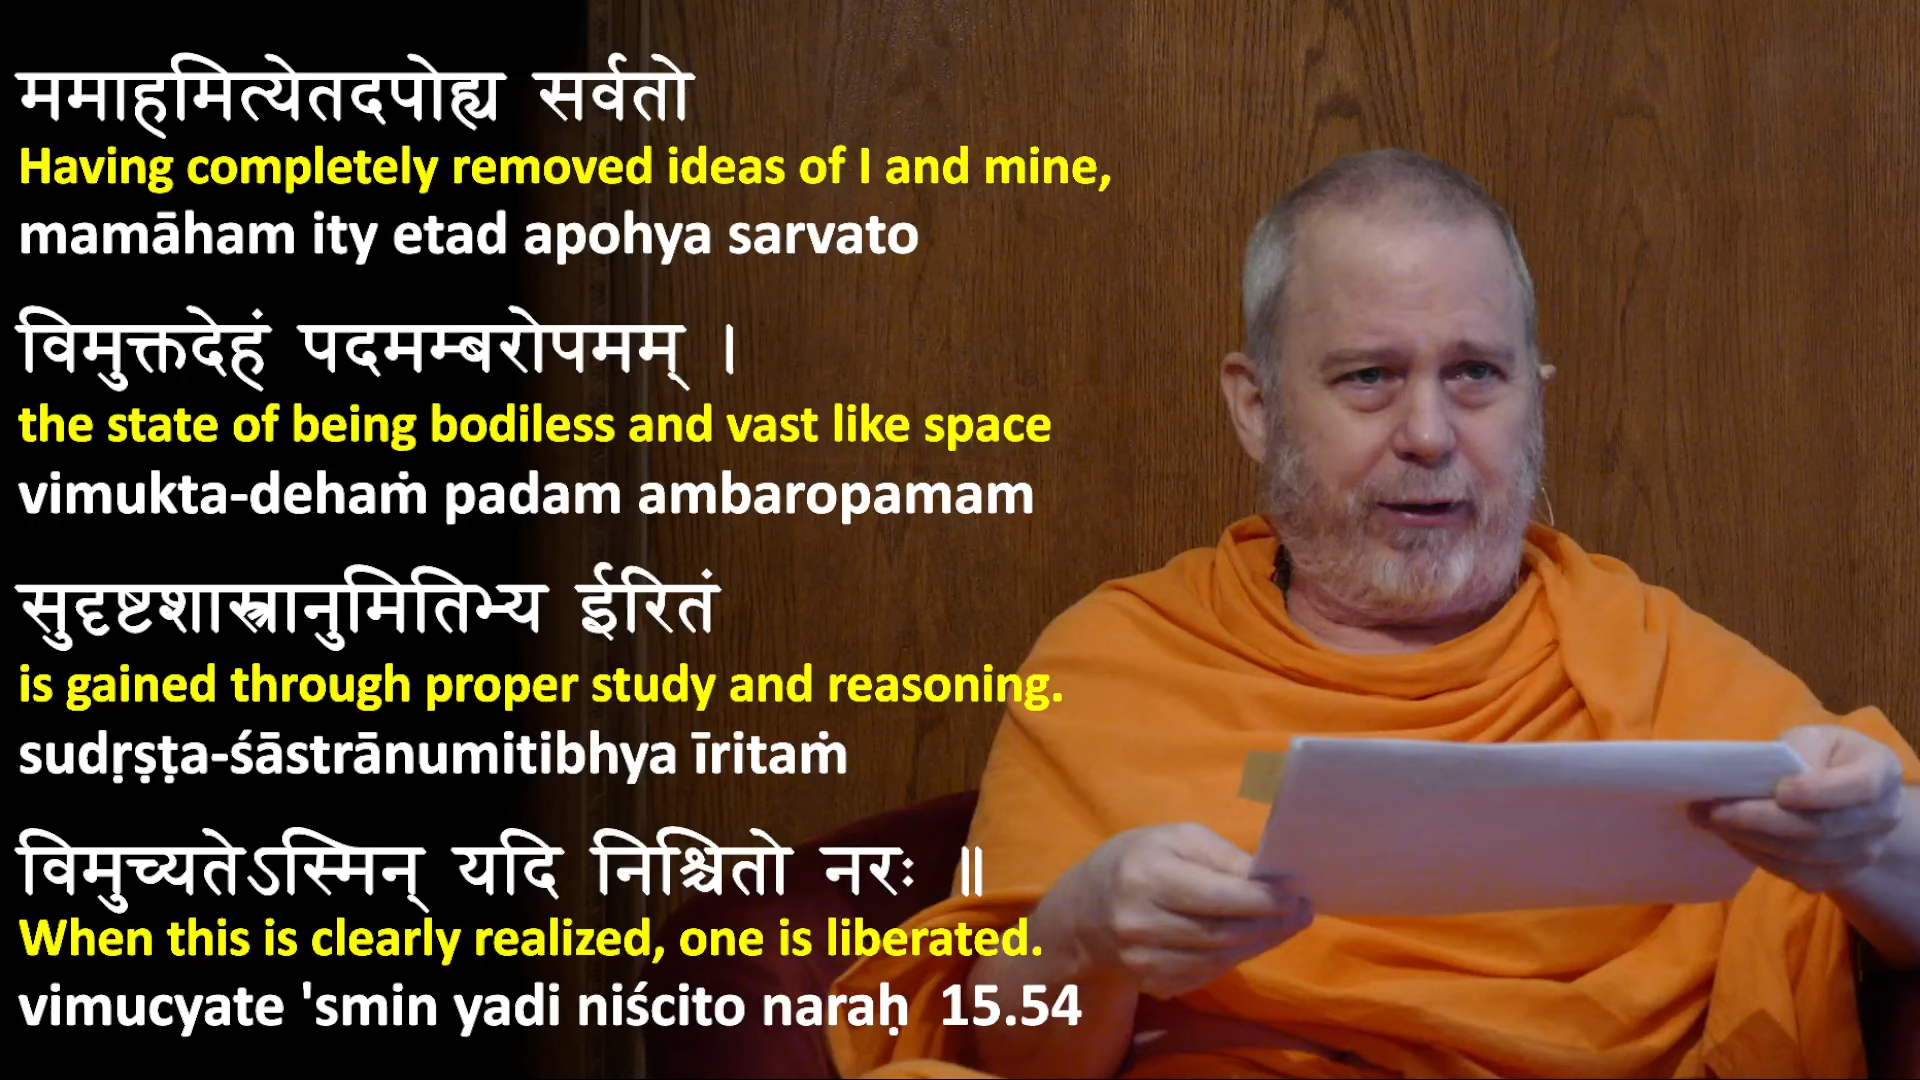 ममाहमित्येतदपोह्य सर्वतो
Having completely removed ideas of I and mine,
mamāham ity etad apohya sarvato
विमुक्तदेहं पदमम्बरोपमम् ।
the state of being bodiless and vast like space
vimukta-dehaṁ padam ambaropamam
सुदृष्टशास्त्रानुमितिभ्य ईरितं
is gained through proper study and reasoning.
sudṛṣṭa-śāstrānumitibhya īritaṁ
विमुच्यतेऽस्मिन् यदि निश्चितो नरः ॥
When this is clearly realized, one is liberated.
vimucyate 'smin yadi niścito naraḥ 15.54